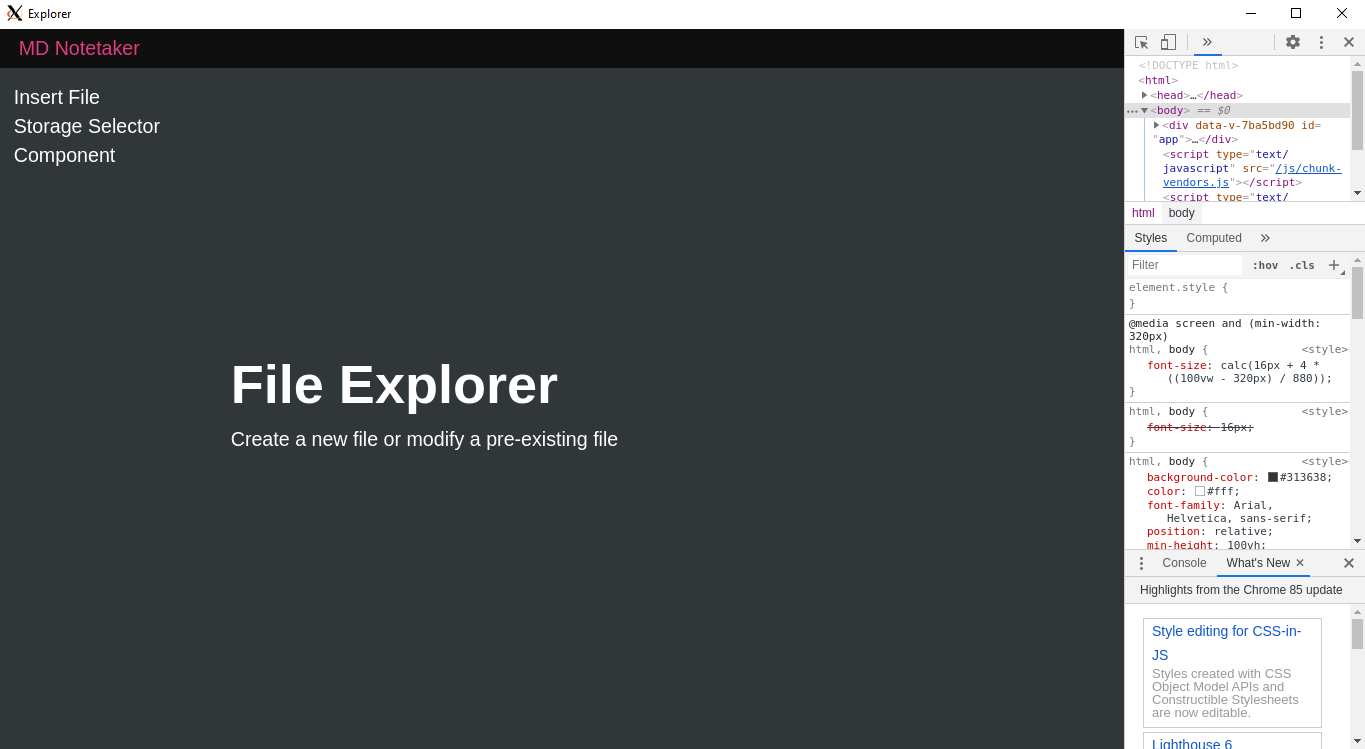 Explorer
MD Notetaker
Insert File
Storage Selector
Component
File Explorer
Create a new file or modify a pre-existing file
<!DOCTYPE html>
<html>
<head>…</head>
<body> == $0
<div data-v-7ba5bd90 id=
"app">…</div>
<script type="text/
javascript" src="/js/chunk-
vendors.js"></script>
<script type="text/
html body
Styles Computed
Filter :hov .cls
element.style {
}
@media screen and (min-width:
320px)
html, body { <style>
font-size: calc(16px + 4 *
((100vw - 320px) / 880));
}
html, body { <style>
font-size: 16px;
}
html, body { <style>
background-color: #313638;
color: #fff;
font-family: Arial,
Helvetica, sans-serif;
position: relative;
min-height: 100vh;
Console What's New
Highlights from the Chrome 85 update
Style editing for CSS-in-
JS
Styles created with CSS
Object Model APIs and
Constructible Stylesheets
are now editable.
Lighthouse 6